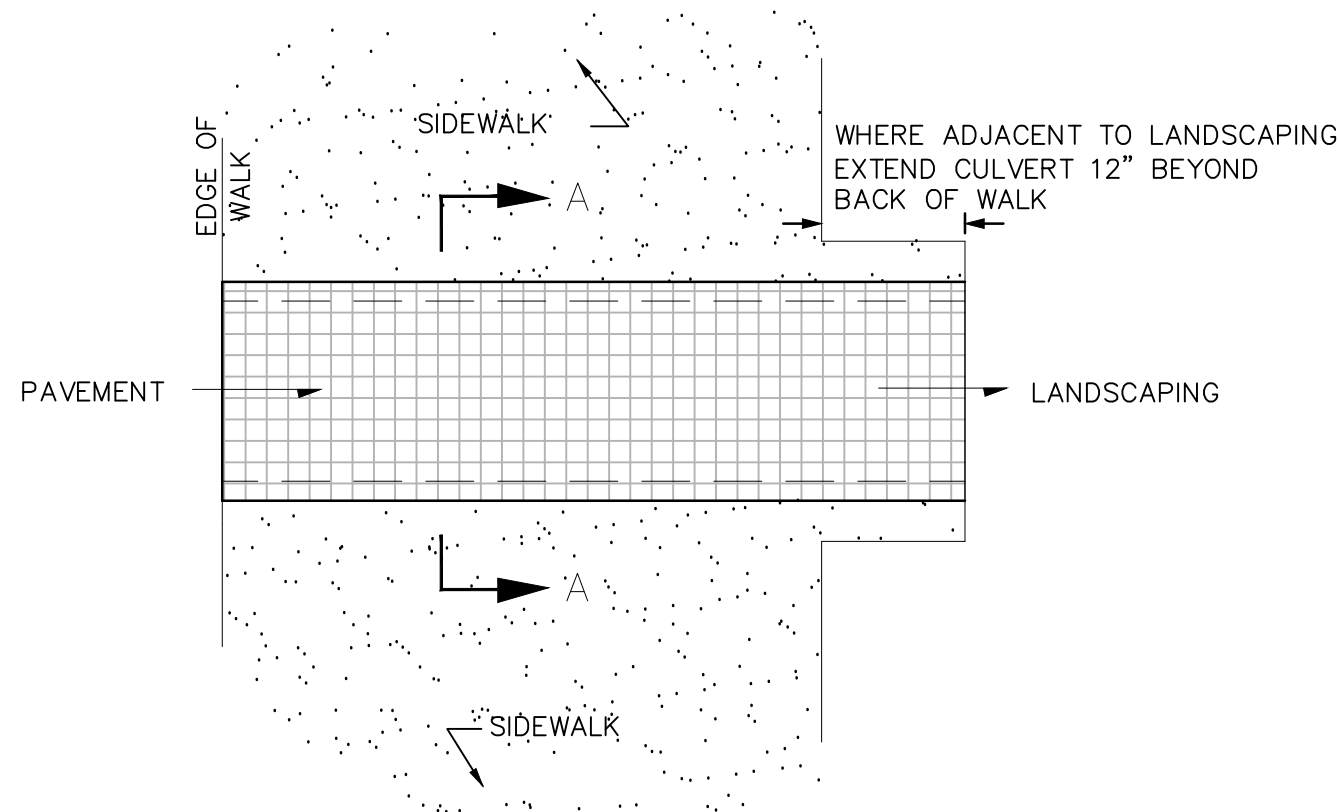 SIDEWALK
EDGE OF
WALK
WHERE ADJACENT TO LANDSCAPING
EXTEND CULVERT 12” BEYOND
BACK OF WALK
A
PAVEMENT
LANDSCAPING
A
SIDEWALK